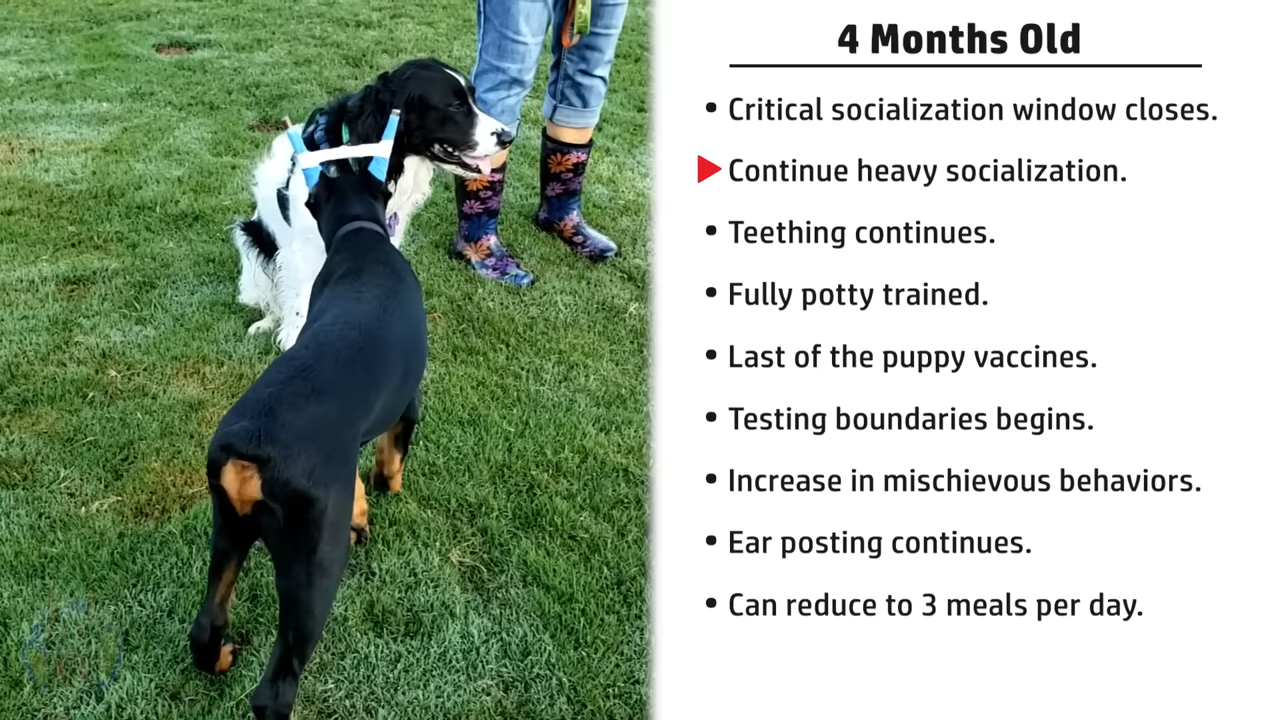 4 Months Old
• Critical socialization window closes.
Continue heavy socialization.
• Teething continues.
• Fully potty trained.
• Last of the puppy vaccines.
• Testing boundaries begins.
• Increase in mischievous behaviors.
• Ear posting continues.
• Can reduce to 3 meals per day.